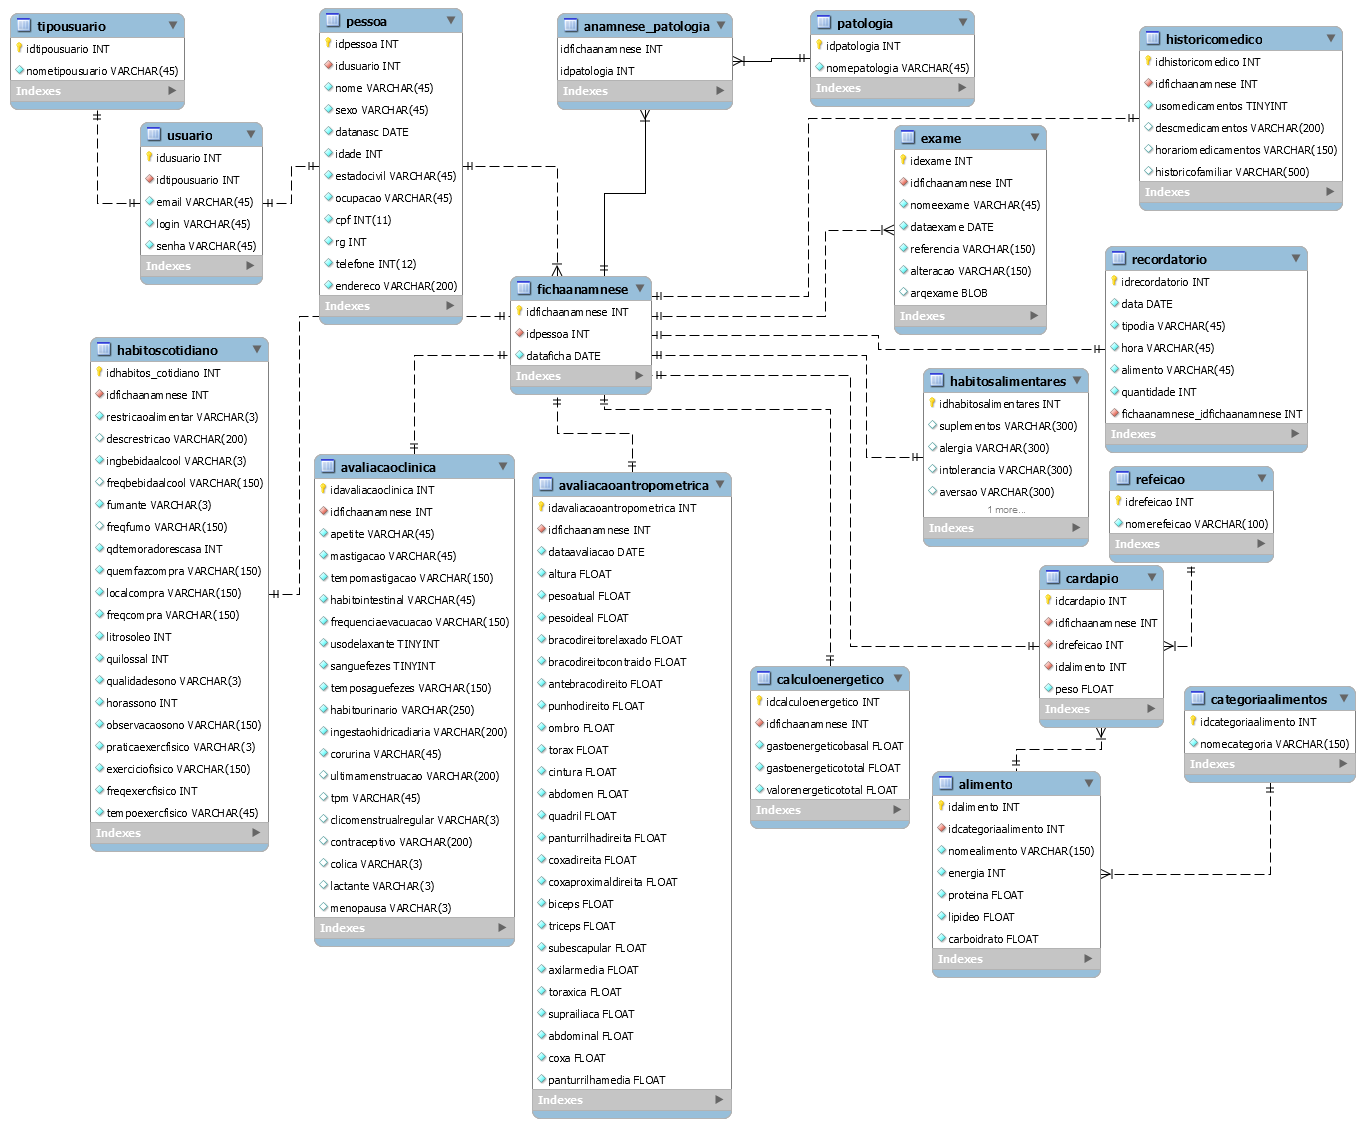 tipousuario
idtipousuario INT
nometipousuario VARCHAR(45)
Indexes
usuario
idusuario INT
idtipousuario INT
email VARCHAR(45)
login VARCHAR(45)
senha VARCHAR(45)
Indexes
pessoa
idpessoa INT
idusuario INT
nome VARCHAR(45)
sexo VARCHAR(45)
datanasc DATE
idade INT
estadocivil VARCHAR(45)
ocupacao VARCHAR(45)
cpf INT(11)
rg INT
telefone INT(12)
endereco VARCHAR(200)
Indexes
anamnese_patologia
idfichaanamnese INT
idpatologia INT
Indexes
patologia
idpatologia INT
nomepatologia VARCHAR(45)
Indexes
historicomedico
idhistoricomedico INT
idfichaanamnese INT
usomedicamentos TINYINT
descmedicamentos VARCHAR(200)
horariomedicamentos VARCHAR(150)
historicofamiliar VARCHAR(500)
Indexes
exame
idexame INT
idfichaanamnese INT
nomeexame VARCHAR(45)
dataexame DATE
referencia VARCHAR(150)
alteracao VARCHAR(150)
arqexame BLOB
Indexes
fichaanamnese
idfichaanamnese INT
idpessoa INT
dataficha DATE
Indexes
recordatorio
idrecordatorio INT
data DATE
tipodia VARCHAR(45)
hora VARCHAR(45)
alimento VARCHAR(45)
quantidade INT
fichaanamnese_idfichaanamnese INT
Indexes
habitoscotidiano
idhabitos_cotidiano INT
idfichaanamnese INT
restricaoalimentar VARCHAR(3)
descrestricao VARCHAR(200)
ingbebidaalcool VARCHAR(3)
freqbebidaalcool VARCHAR(150)
fumante VARCHAR(3)
freqfumo VARCHAR(150)
qdtemoradorescasa INT
quemfazcompra VARCHAR(150)
localcompra VARCHAR(150)
freqcompra VARCHAR(150)
litrosoleo INT
quilossal INT
qualidadesono VARCHAR(3)
horassono INT
observacaosono VARCHAR(150)
praticaexercfisico VARCHAR(3)
exerciciofisico VARCHAR(150)
freqexercfisico INT
tempoexercfisico VARCHAR(45)
Indexes
avaliacaoclinica
idavaliacaoclinica INT
idfichaanamnese INT
apetite VARCHAR(45)
mastigacao VARCHAR(45)
tempomastigacao VARCHAR(150)
habitointestinal VARCHAR(45)
frequenciaevacuacao VARCHAR(150)
usodelaxante TINYINT
sanguefezes TINYINT
temposaguefezes VARCHAR(150)
habitourinario VARCHAR(250)
ingestaohidricadiaria VARCHAR(200)
corurina VARCHAR(45)
ultimamenstruacao VARCHAR(200)
tpm VARCHAR(45)
clicomenstrualregular VARCHAR(3)
contraceptivo VARCHAR(200)
colica VARCHAR(3)
lactante VARCHAR(3)
menopausa VARCHAR(3)
Indexes
avaliacaoantropometrica
idavaliacaoantropometrica INT
idfichaanamnese INT
dataavaliacao DATE
altura FLOAT
pesoatual FLOAT
pesoideal FLOAT
bracodireitorelaxado FLOAT
bracodireitocontraido FLOAT
antebracodireito FLOAT
punhodireito FLOAT
ombro FLOAT
torax FLOAT
cintura FLOAT
abdomen FLOAT
quadril FLOAT
panturrilhadireita FLOAT
coxadireita FLOAT
coxaproximaldireita FLOAT
biceps FLOAT
triceps FLOAT
subescapular FLOAT
axilarmedia FLOAT
toraxica FLOAT
suprailiaca FLOAT
abdominal FLOAT
coxa FLOAT
panturrilhamedia FLOAT
Indexes
habitosalimentares
idhabitosalimentares INT
suplementos VARCHAR(300)
alergia VARCHAR(300)
intolerancia VARCHAR(300)
aversao VARCHAR(300)
1 more...
Indexes
refeicao
idrefeicao INT
nomerefeicao VARCHAR(100)
Indexes
cardapio
idcardapio INT
idfichaanamnese INT
idrefeicao INT
idalimento INT
peso FLOAT
Indexes
calculoenergetico
idcalculoenergetico INT
idfichaanamnese INT
gastoenergeticobasal FLOAT
gastoenergeticototal FLOAT
valorenergeticototal FLOAT
Indexes
categoriaalimentos
idcategoriaalimento INT
nomecategoria VARCHAR(150)
Indexes
alimento
idalimento INT
idcategoriaalimento INT
nomealimento VARCHAR(150)
energia INT
proteina FLOAT
lipideo FLOAT
carboidrato FLOAT
Indexes